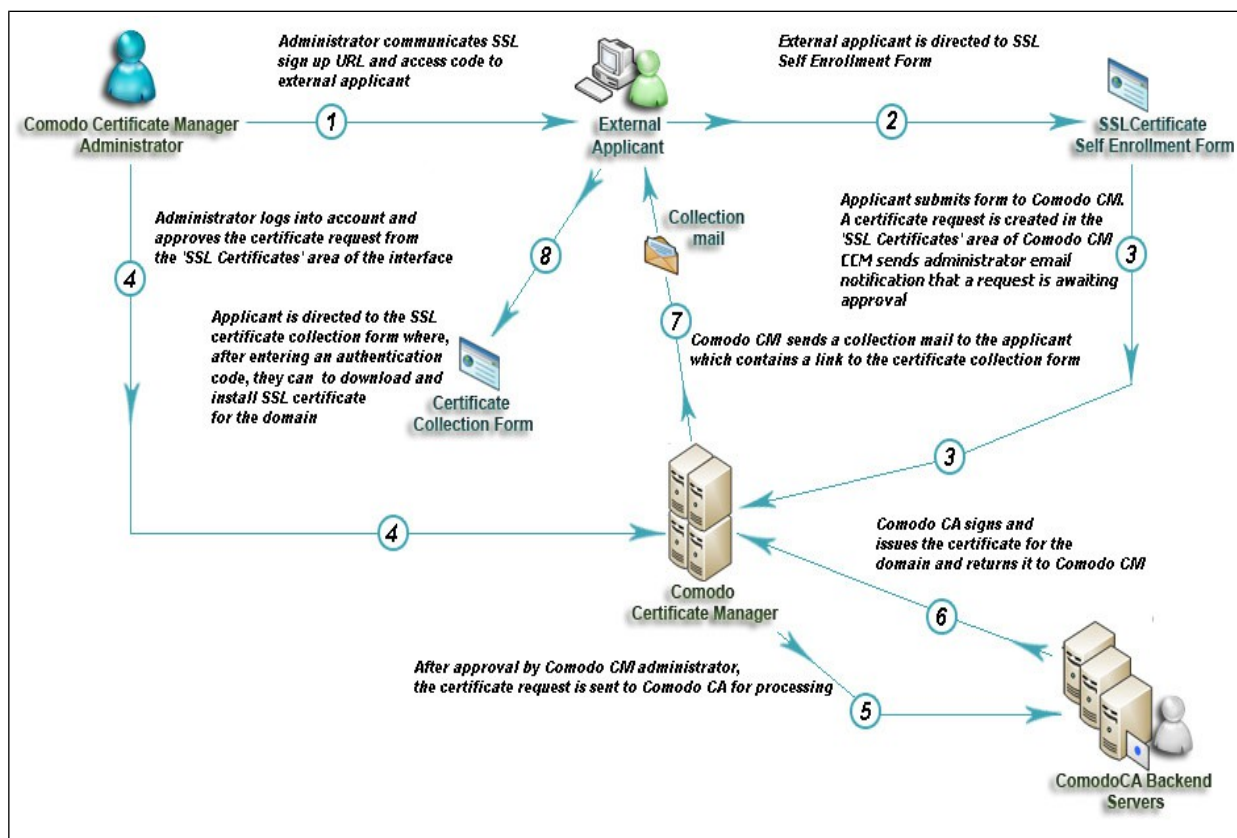 Administrator communicates SSL
sign up URL and access code to
external applicant
External applicant is directed to SSL
Self Enrollment Form
1
2
Comodo Certificate Manager
Administrator
External
Applicant
SSLCertificate
Self Enrollment Form
Administrator logs into account and
approves the certificate request from
the 'SSL Certificates' area of the interface
4
Collection
mail
Applicant submits form to Comodo CM.
A certificate request is created in the
'SSL Certificates' area of Comodo CM
CCM sends administrator email
notification that a request is awaiting
approval
3
8
Applicant is directed to the SSL
certificate collection form where,
after entering an authentication
code, they can to download and
install SSL certificate
for the domain
7
Comodo CM sends a collection mail to the applicant
which contains a link to the certificate collection form
Certificate
Collection Form
3
4
Comodo CA signs and
issues the certificate for the
domain and returns it to Comodo CM
Comodo
Certificate Manager
6
After approval by Comodo CM administrator,
the certificate request is sent to Comodo CA for processing
5
ComodoCA Backend
Servers